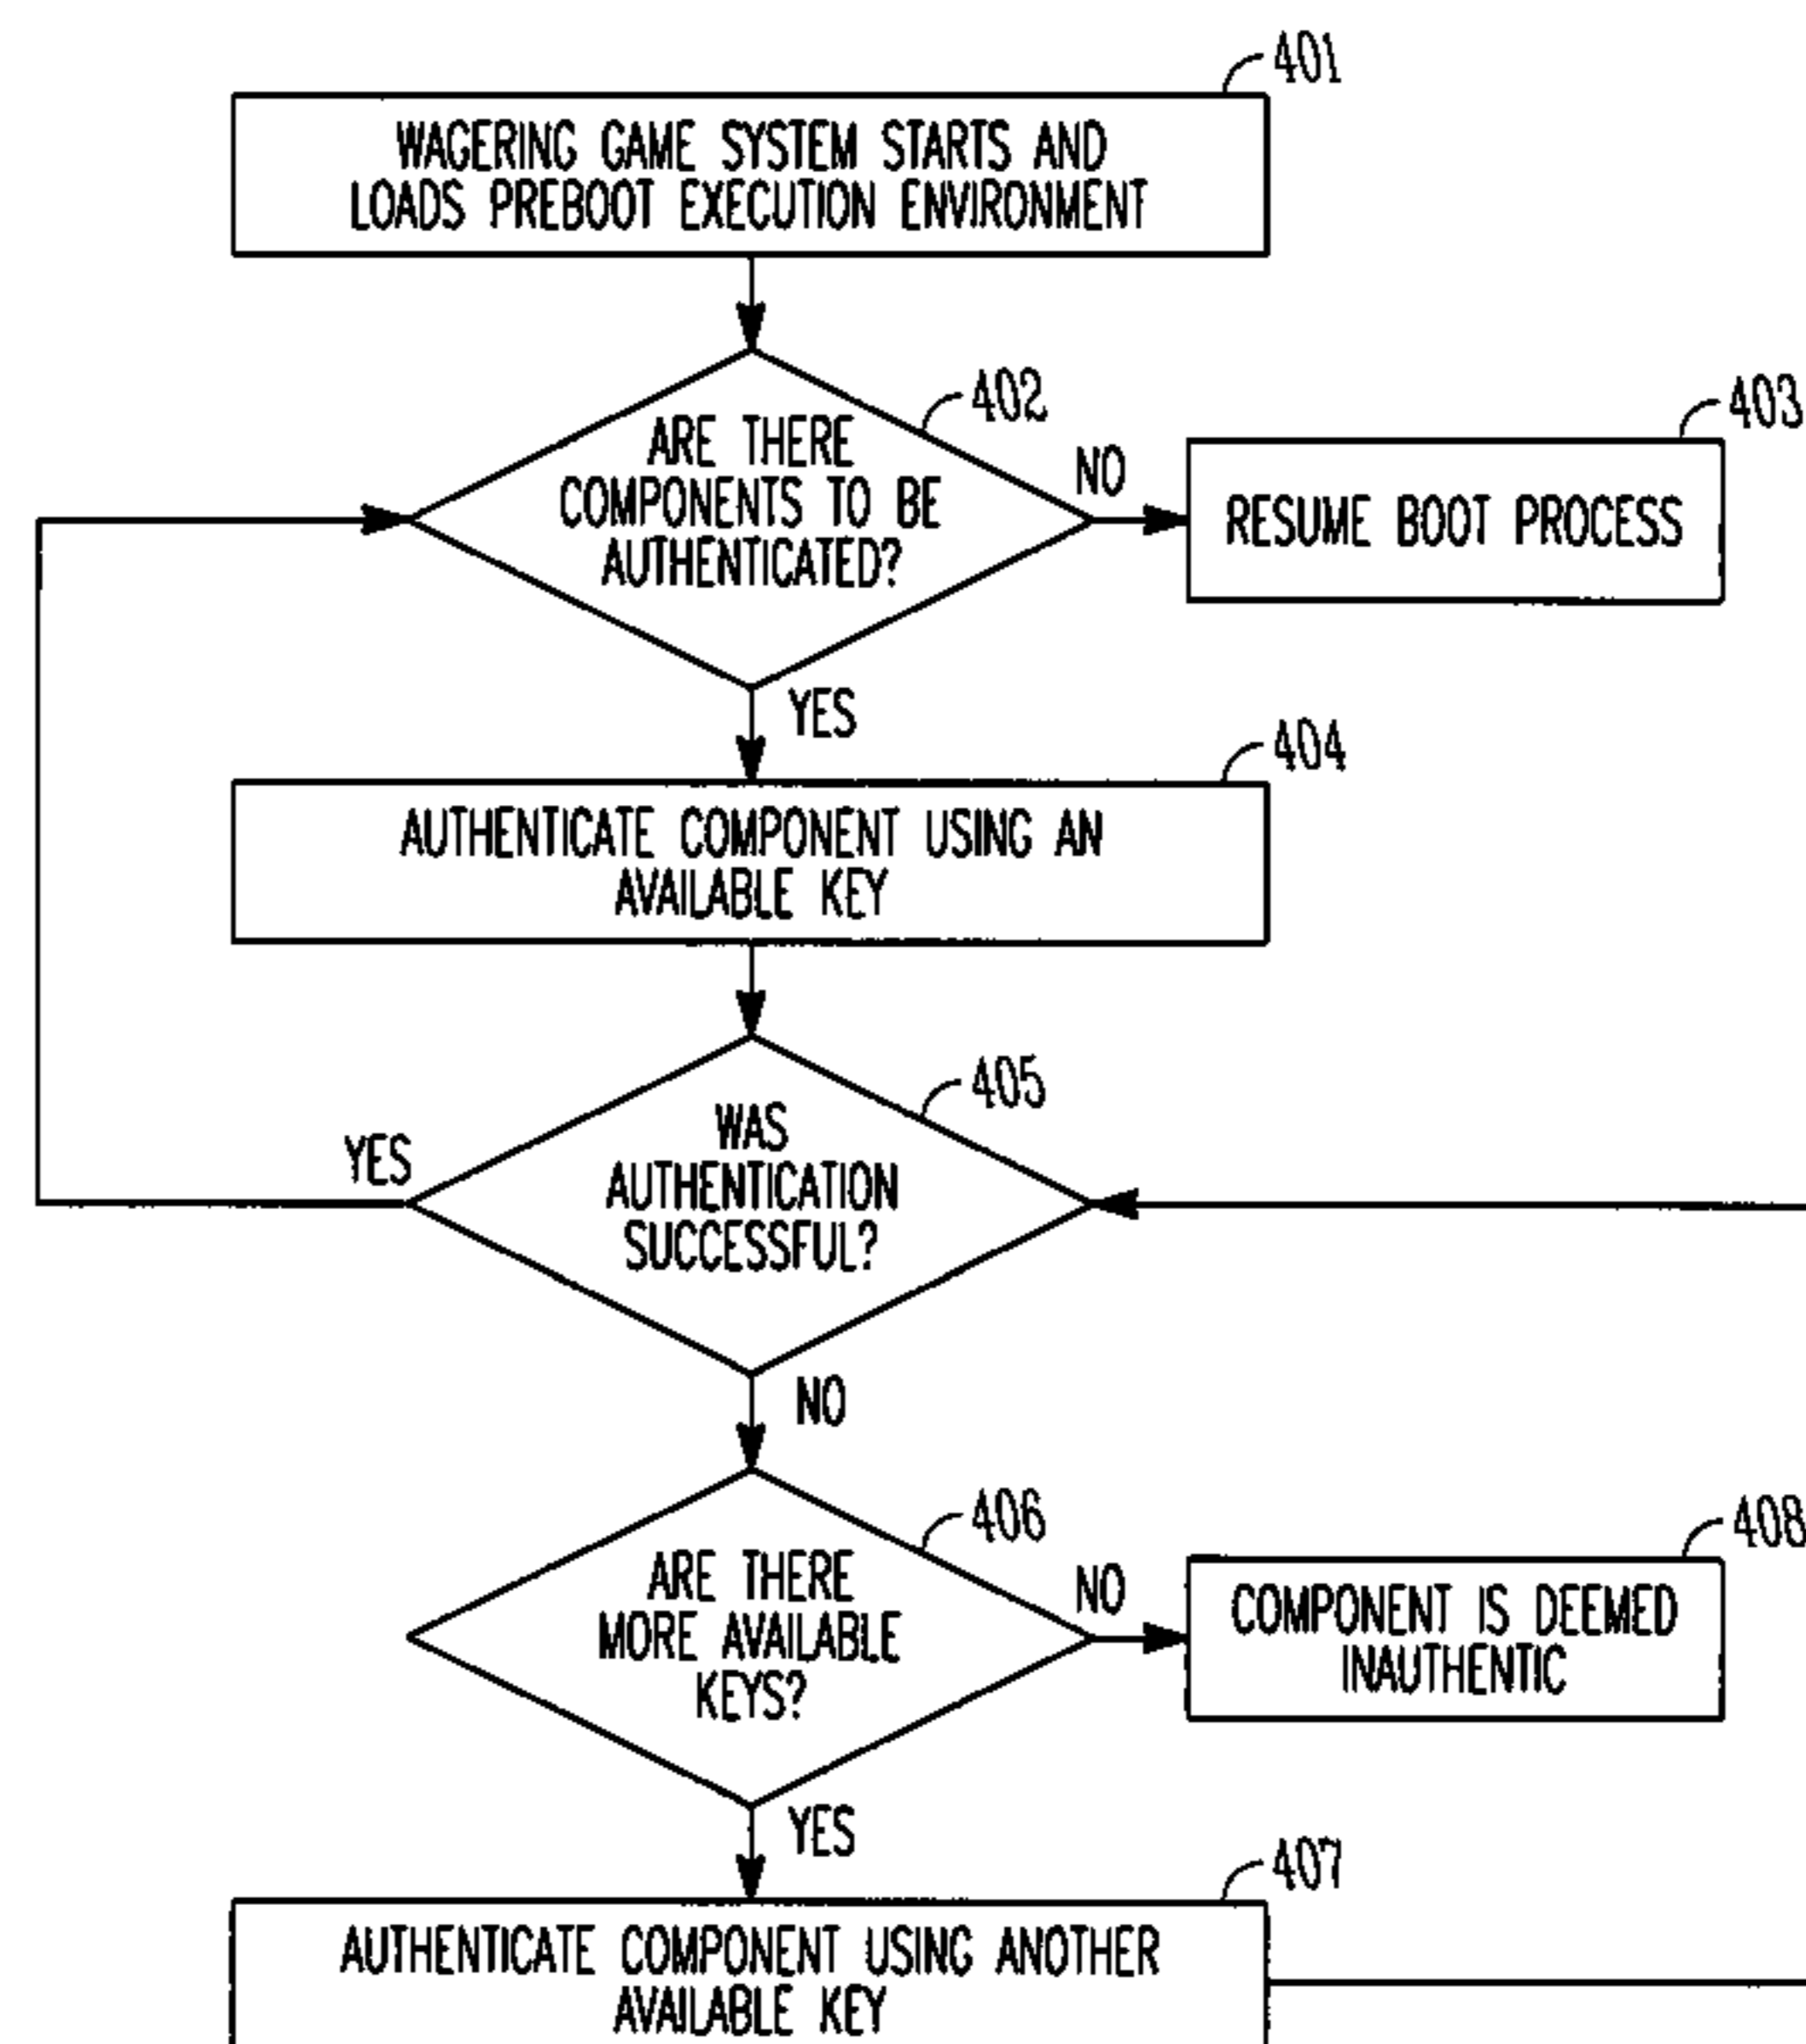 401
WAGERING GAME SYSTEM STARTS AND
LOADS PREBOOT EXECUTION ENVIRONMENT
402
ARE THERE
COMPONENTS TO BE
AUTHENTICATED?
NO
403
RESUME BOOT PROCESS
YES
404
AUTHENTICATE COMPONENT USING AN
AVAILABLE KEY
405
WAS
AUTHENTICATION
SUCCESSFUL?
YES
NO
406
ARE THERE
MORE AVAILABLE
KEYS?
NO
408
COMPONENT IS DEEMED
INAUTHENTIC
YES
407
AUTHENTICATE COMPONENT USING ANOTHER
AVAILABLE KEY